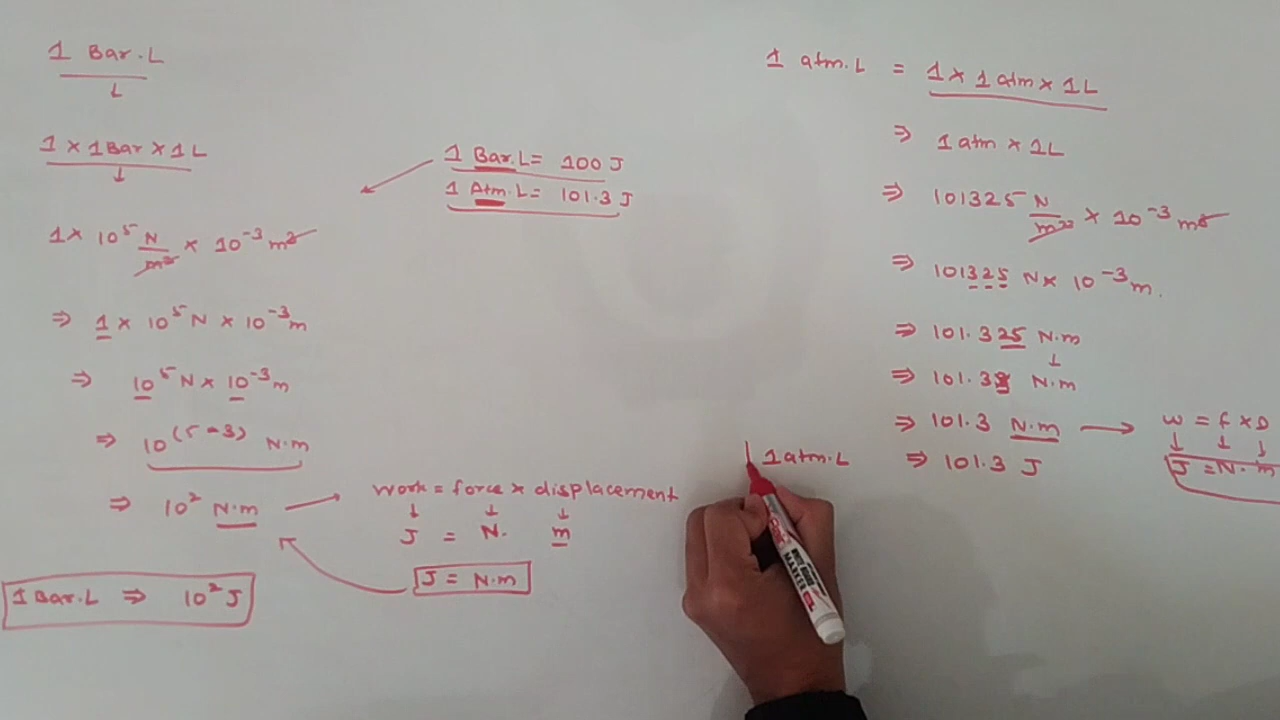 1 Bar.L
↓
1 × 1Bar × 1L
↓
1 × 10⁵ N/m² × 10⁻³ m³
⇒ 1 × 10⁵ N × 10⁻³ m
⇒ 10⁵ N × 10⁻³ m
⇒ 10⁽⁵⁻³⁾ N.m
⇒ 10² N.m
1 Bar.L ⇒ 10² J
1 Bar.L = 100 J
1 Atm.L = 101.3 J
work = force × displacement
↓ ↓ ↓
J = N. m
J = N.m
1 atm.L = 1 × 1 atm × 1L
⇒ 1 atm × 1L
⇒ 101325 N/m² × 10⁻³ m³
⇒ 101325 N × 10⁻³ m.
⇒ 101.325 N.m
↓
⇒ 101.3 N.m
⇒ 101.3 N.m →
1 atm.L ⇒ 101.3 J
w = f × D
↓ ↓ ↓
J = N. m